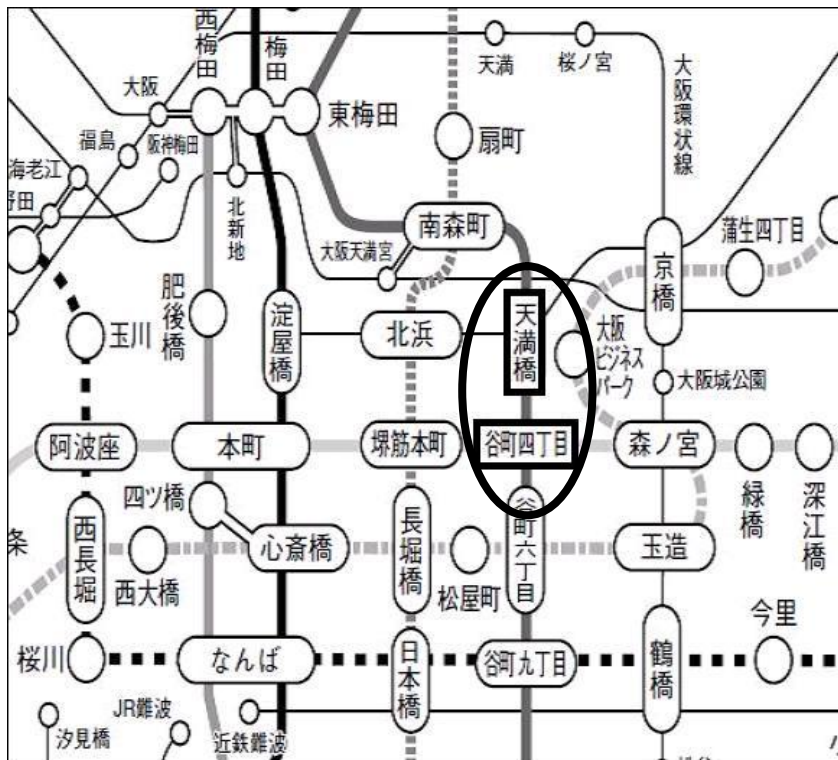 西梅田
梅田
大阪
東梅田
天満
桜ノ宮
大阪環状線
福島
阪神梅田
扇町
海老江
野田
北新地
南森町
大阪天満宮
蒲生四丁目
京橋
肥後橋
淀屋橋
玉川
北浜
天満橋
大阪
ビジネス
パーク
大阪城公園
阿波座
本町
堺筋本町
谷町四丁目
森ノ宮
緑橋
深江橋
四ツ橋
条
西長堀
西大橋
心斎橋
長堀橋
松屋町
谷町六丁目
玉造
桜川
なんば
日本橋
谷町九丁目
鶴橋
今里
汐見橋
JR難波
近鉄難波